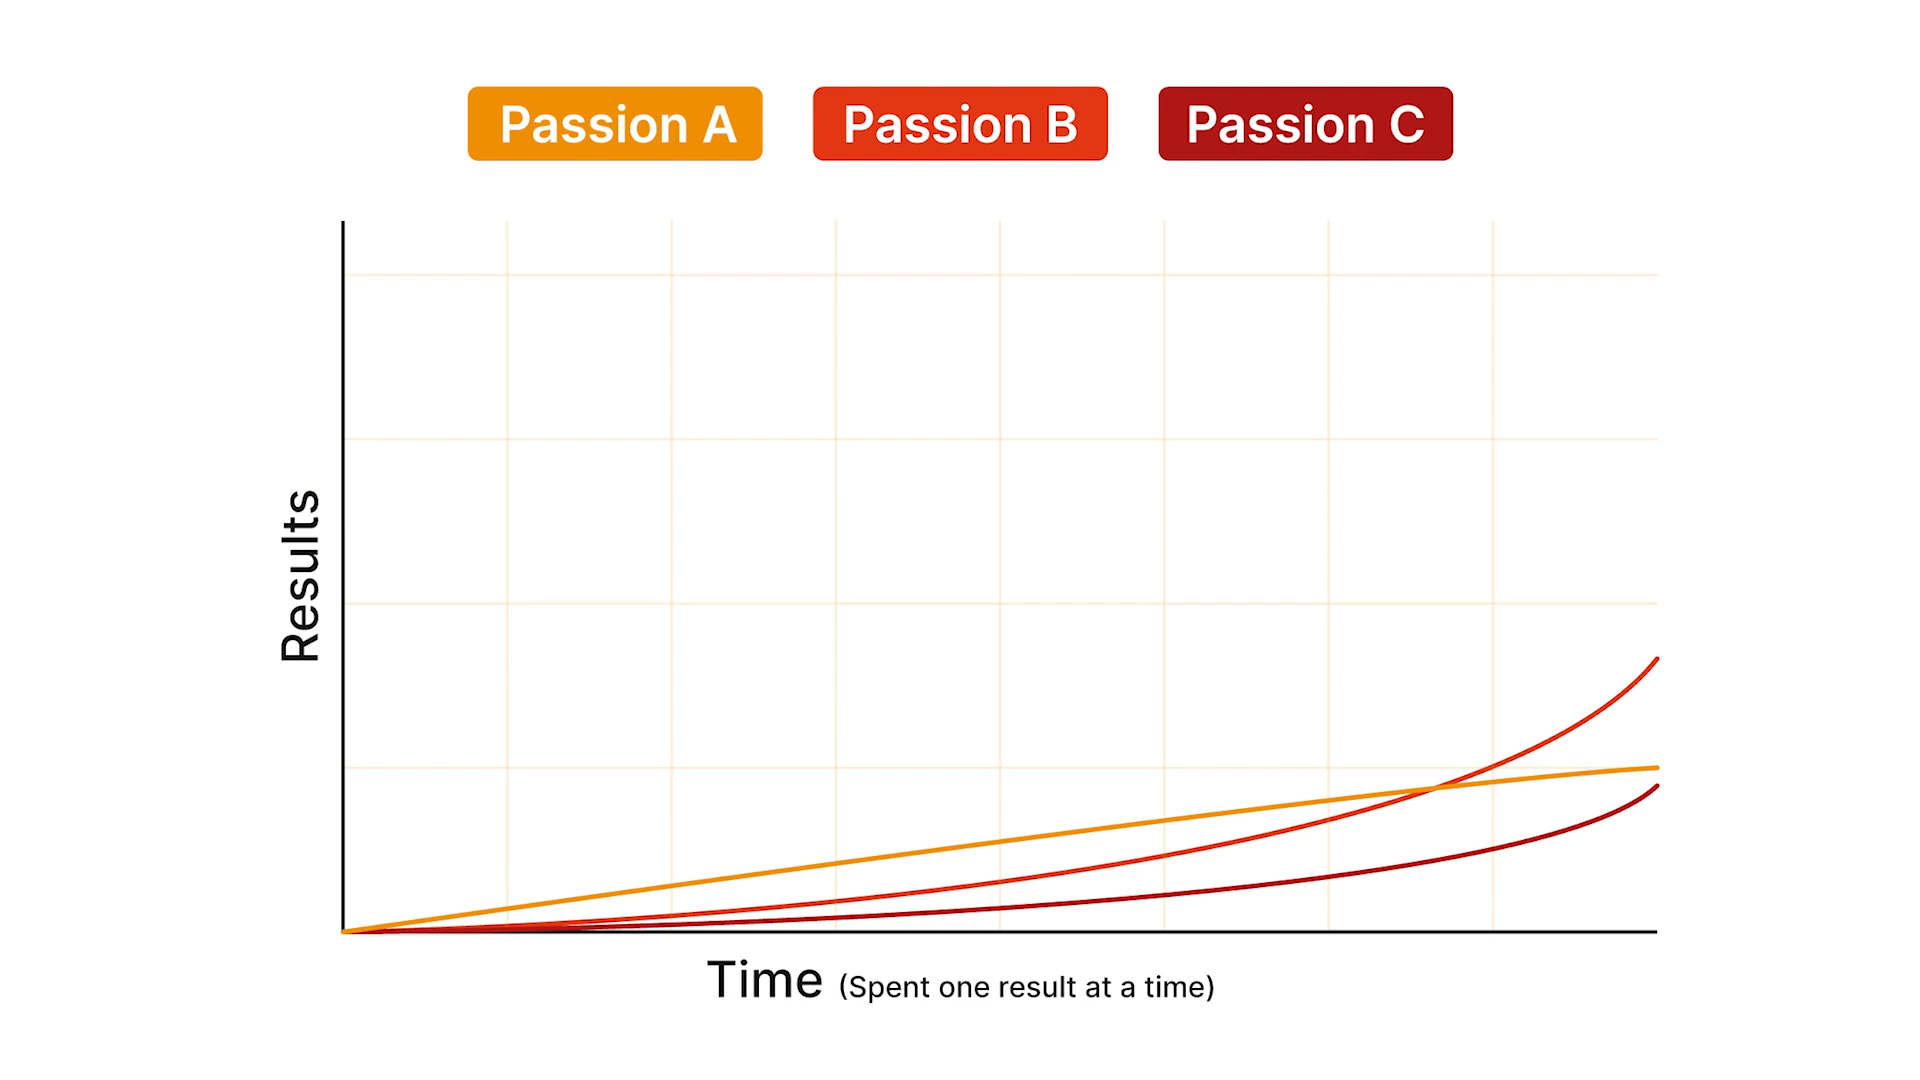 Passion A
Passion B
Passion C
Results
Time (Spent one result at a time)